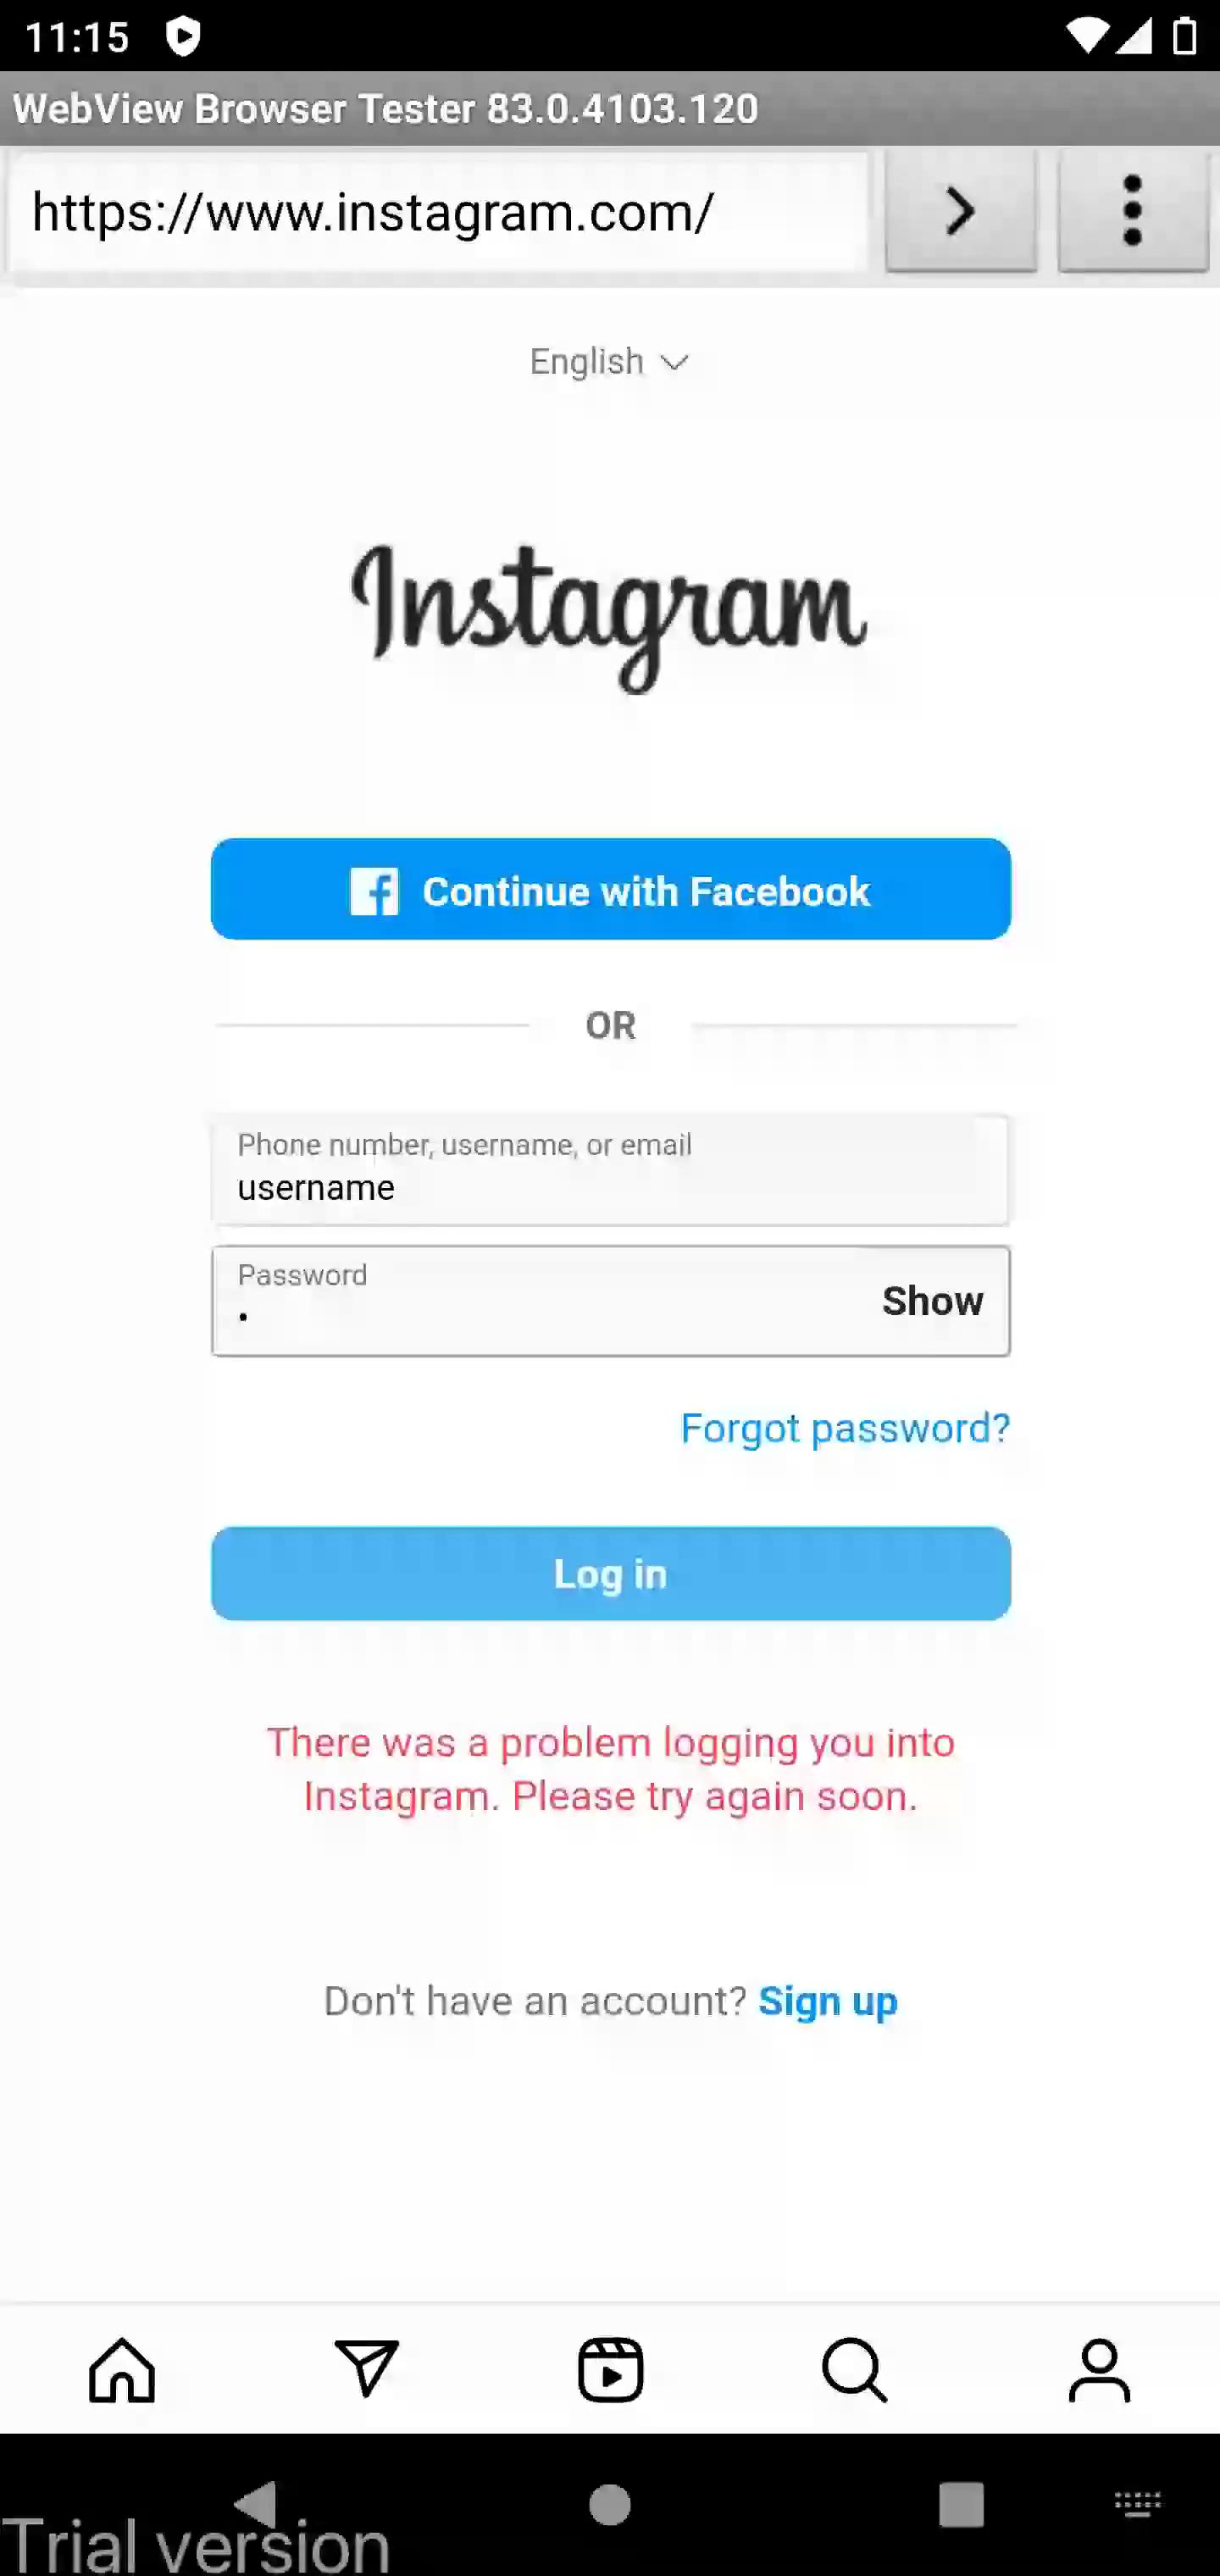 11:15
WebView Browser Tester 83.0.4103.120
https://www.instagram.com/
English
Instagram
Continue with Facebook
OR
Phone number, username, or email
username
Password
Show
Forgot password?
Log in
There was a problem logging you into
Instagram. Please try again soon.
Don't have an account? Sign up
Trial version